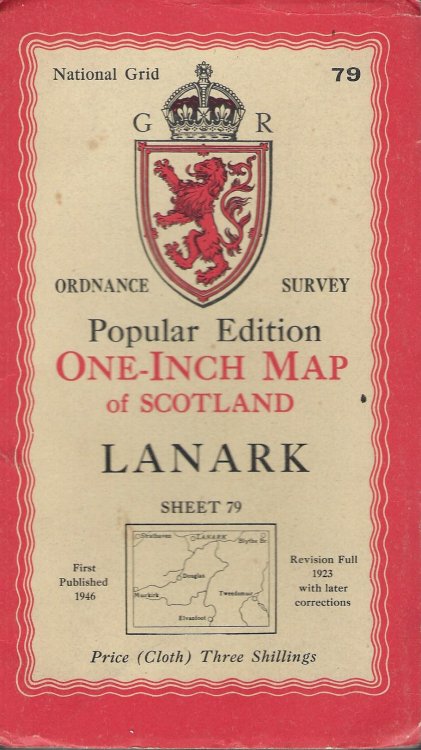 National Grid 79
G R
ORDNANCE SURVEY
Popular Edition
ONE-INCH MAP
of SCOTLAND
LANARK
SHEET 79
Strathaven
LANARK
Blythe Br.
Douglas
Muirkirk
Tweedsmuir
Elvanfoot
First
Published
1946
Revision Full
1923
with later
corrections
Price (Cloth) Three Shillings